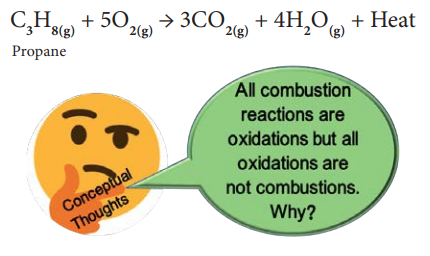 C₃H₈(g) + 5O₂(g) → 3CO₂(g) + 4H₂O(g) + Heat
Propane
All combustion
reactions are
oxidations but all
oxidations are
not combustions.
Why?
Conceptual
Thoughts